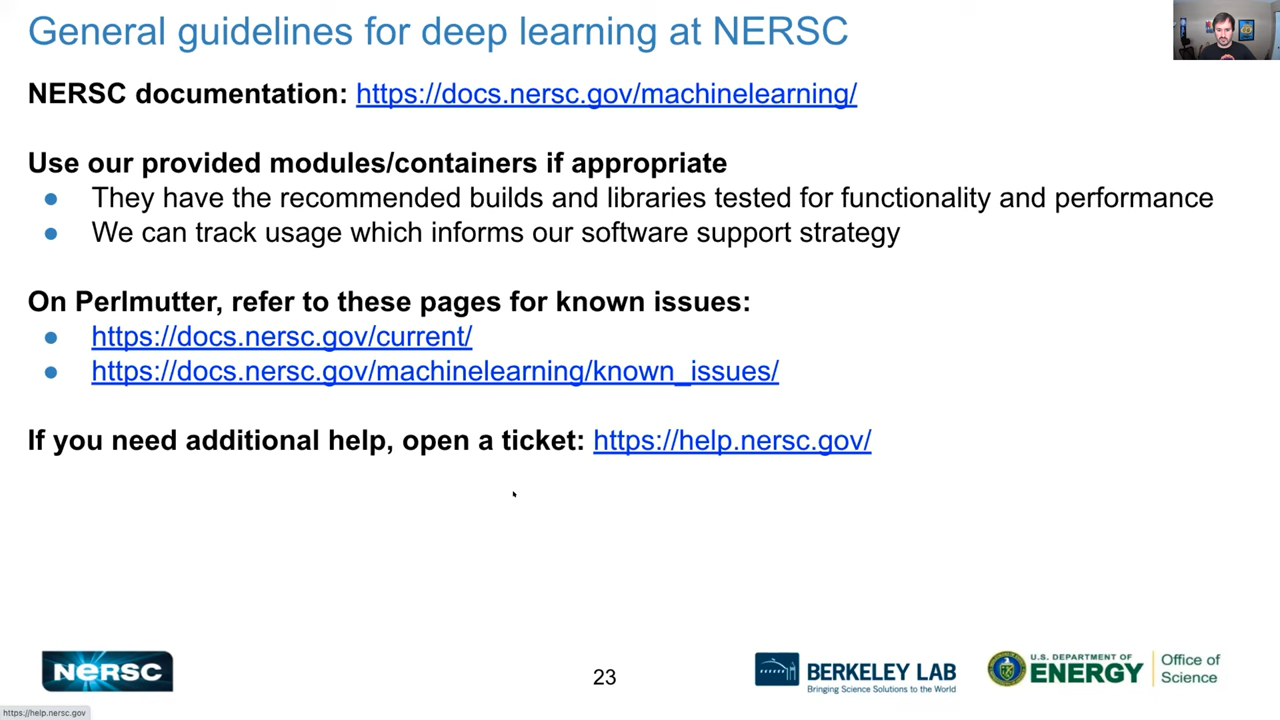 General guidelines for deep learning at NERSC
NERSC documentation: https://docs.nersc.gov/machinelearning/
Use our provided modules/containers if appropriate
● They have the recommended builds and libraries tested for functionality and performance
● We can track usage which informs our software support strategy
On Perlmutter, refer to these pages for known issues:
● https://docs.nersc.gov/current/
● https://docs.nersc.gov/machinelearning/known_issues/
If you need additional help, open a ticket: https://help.nersc.gov/
NERSC
23
BERKELEY LAB
Bringing Science Solutions to the World
U.S. DEPARTMENT OF
ENERGY
Office of
Science
https://help.nersc.gov